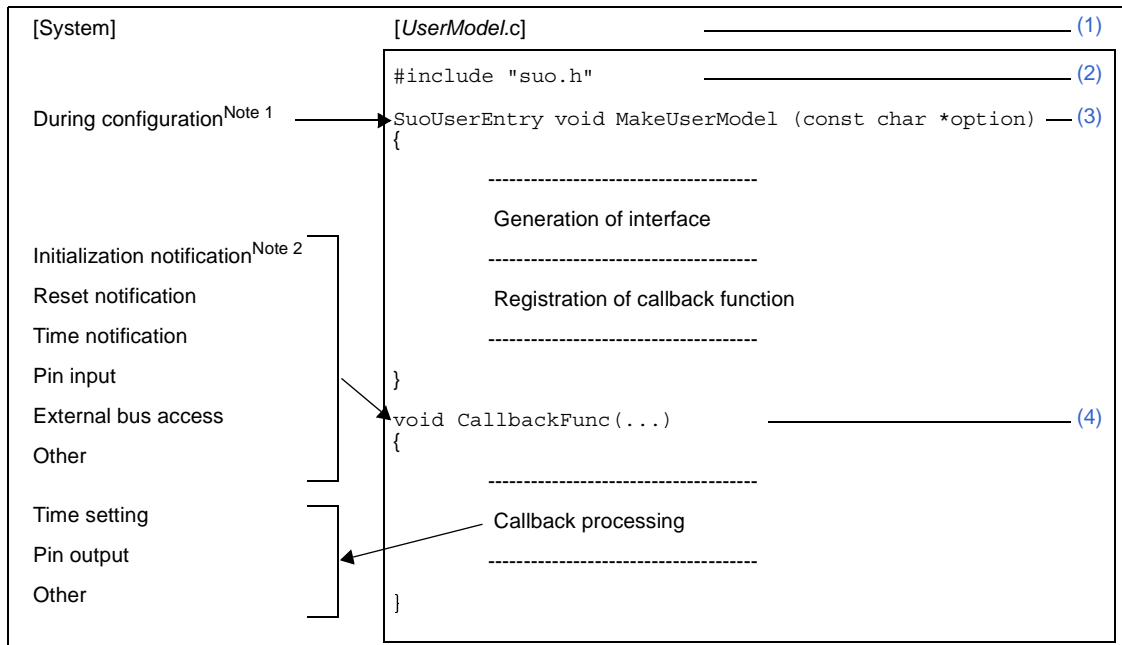 [System] [UserModel.c] (1)
#include "suo.h" (2)
During configurationNote 1 SuoUserEntry void MakeUserModel (const char *option) (3)
{
-------------------------------------
Generation of interface
Initialization notificationNote 2
-------------------------------------
Reset notification Registration of callback function
Time notification -------------------------------------
Pin input }
External bus access void CallbackFunc(...) (4)
{
Other
-------------------------------------
Time setting Callback processing
Pin output -------------------------------------
Other }